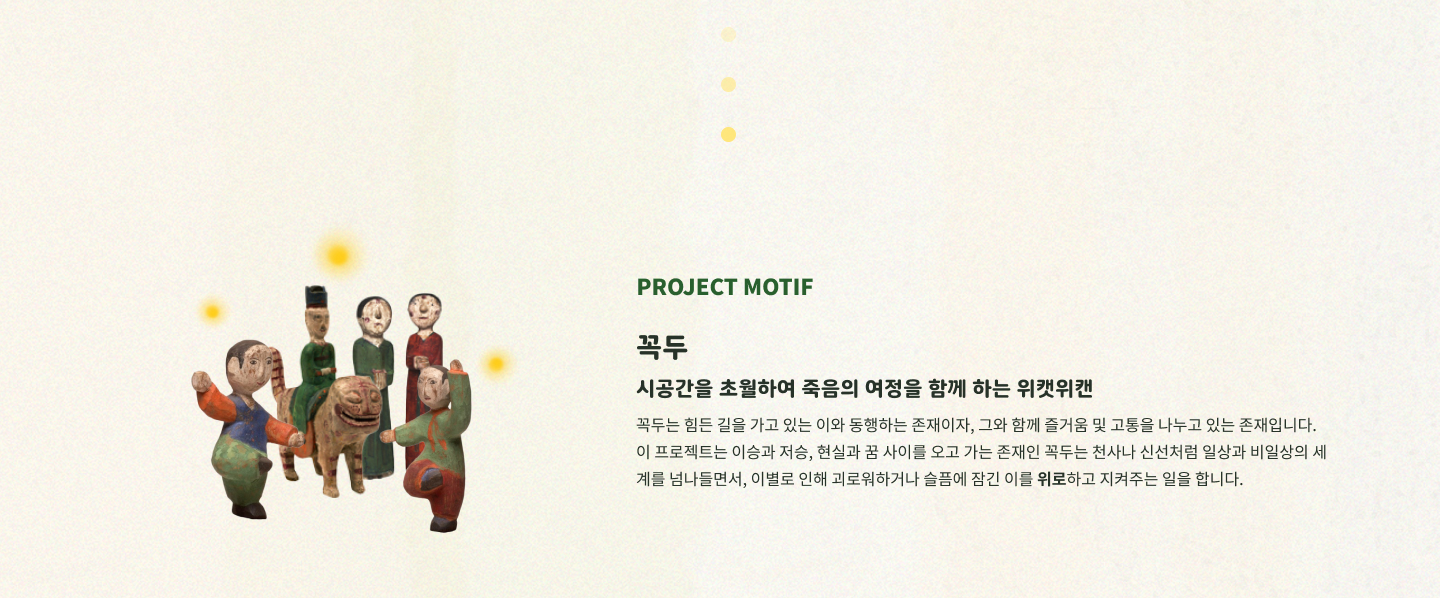 PROJECT MOTIF
꼭두
시공간을 초월하여 죽음의 여정을 함께 하는 위캣위캔
꼭두는 힘든 길을 가고 있는 이와 동행하는 존재이자, 그와 함께 즐거움 및 고통을 나누고 있는 존재입니다.
이 프로젝트는 이승과 저승, 현실과 꿈 사이를 오고 가는 존재인 꼭두는 천사나 신선처럼 일상과 비일상의 세
계를 넘나들면서, 이별로 인해 괴로워하거나 슬픔에 잠긴 이를 위로하고 지켜주는 일을 합니다.